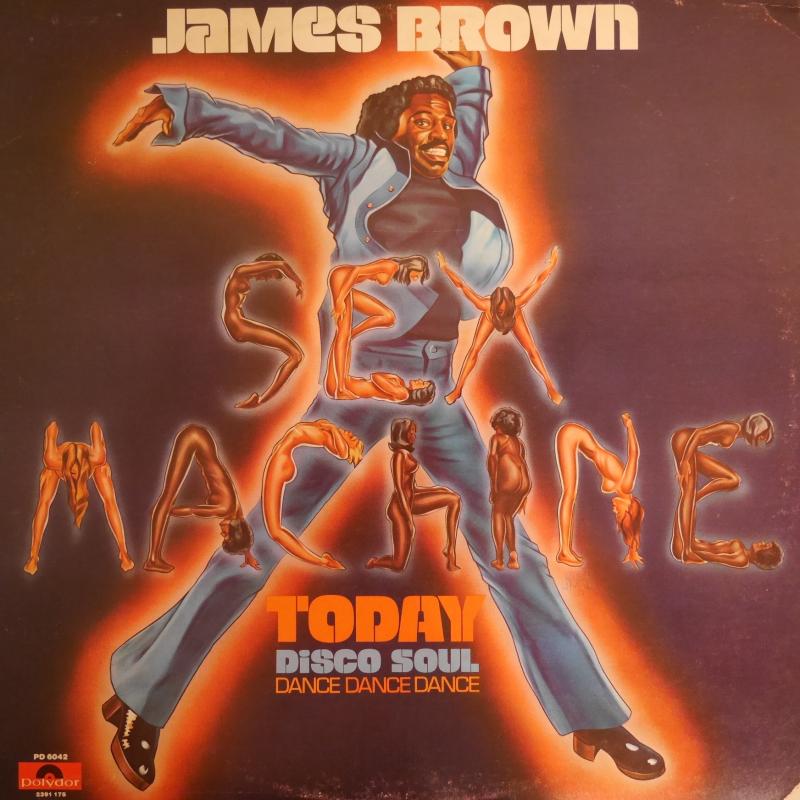 JAMES BROWN
SEX
MACHINE
TODAY
DISCO SOUL
DANCE DANCE DANCE
PD 6042
polydor
2391 175